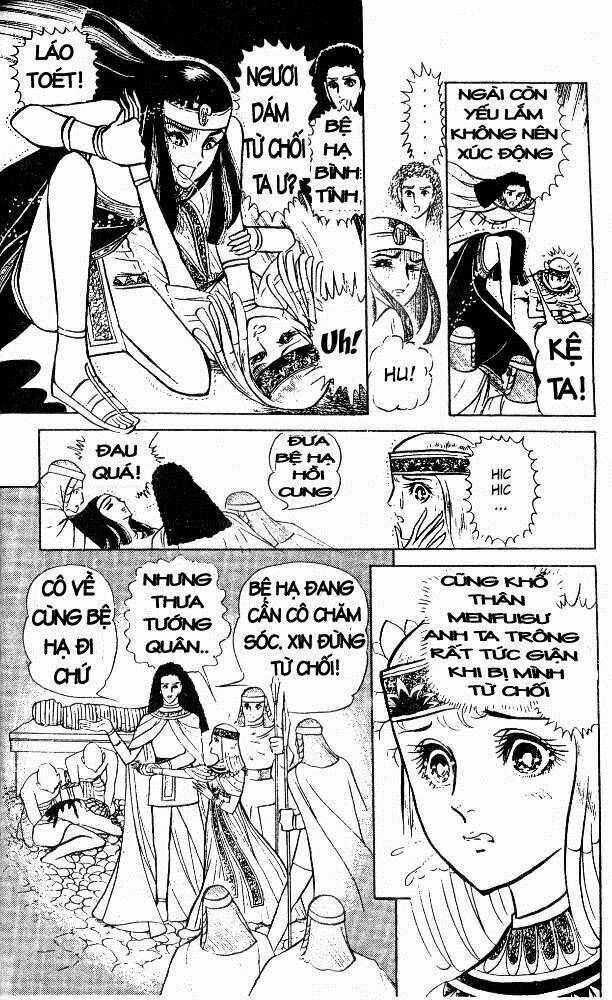 LÁO
TOÉT!
NGƯƠI
DÁM
TỪ CHỐI
TA Ư?
BỆ HẠ
BÌNH
TĨNH
.......
HU!
NGÀI CÒN
YẾU LẮM
KHÔNG NÊN
XÚC ĐỘNG
KỆ
TA!
Uh!
ĐAU
QUÁ!
ĐƯA
BỆ HẠ
HỒI
CUNG
HIC
HIC
...
CÔ VỀ
CÙNG BỆ
HẠ ĐI
CHỨ
NHƯNG
THƯA
TƯỚNG
QUÂN..
BỆ HẠ ĐANG
CẦN CÔ CHĂM
SÓC. XIN ĐỪNG
TỪ CHỐI!
CŨNG KHỔ
THÂN
MENFUISƯ
ANH TA TRÔNG
RẤT TỨC GIẬN
KHI BỊ MÌNH
TỪ CHỐI